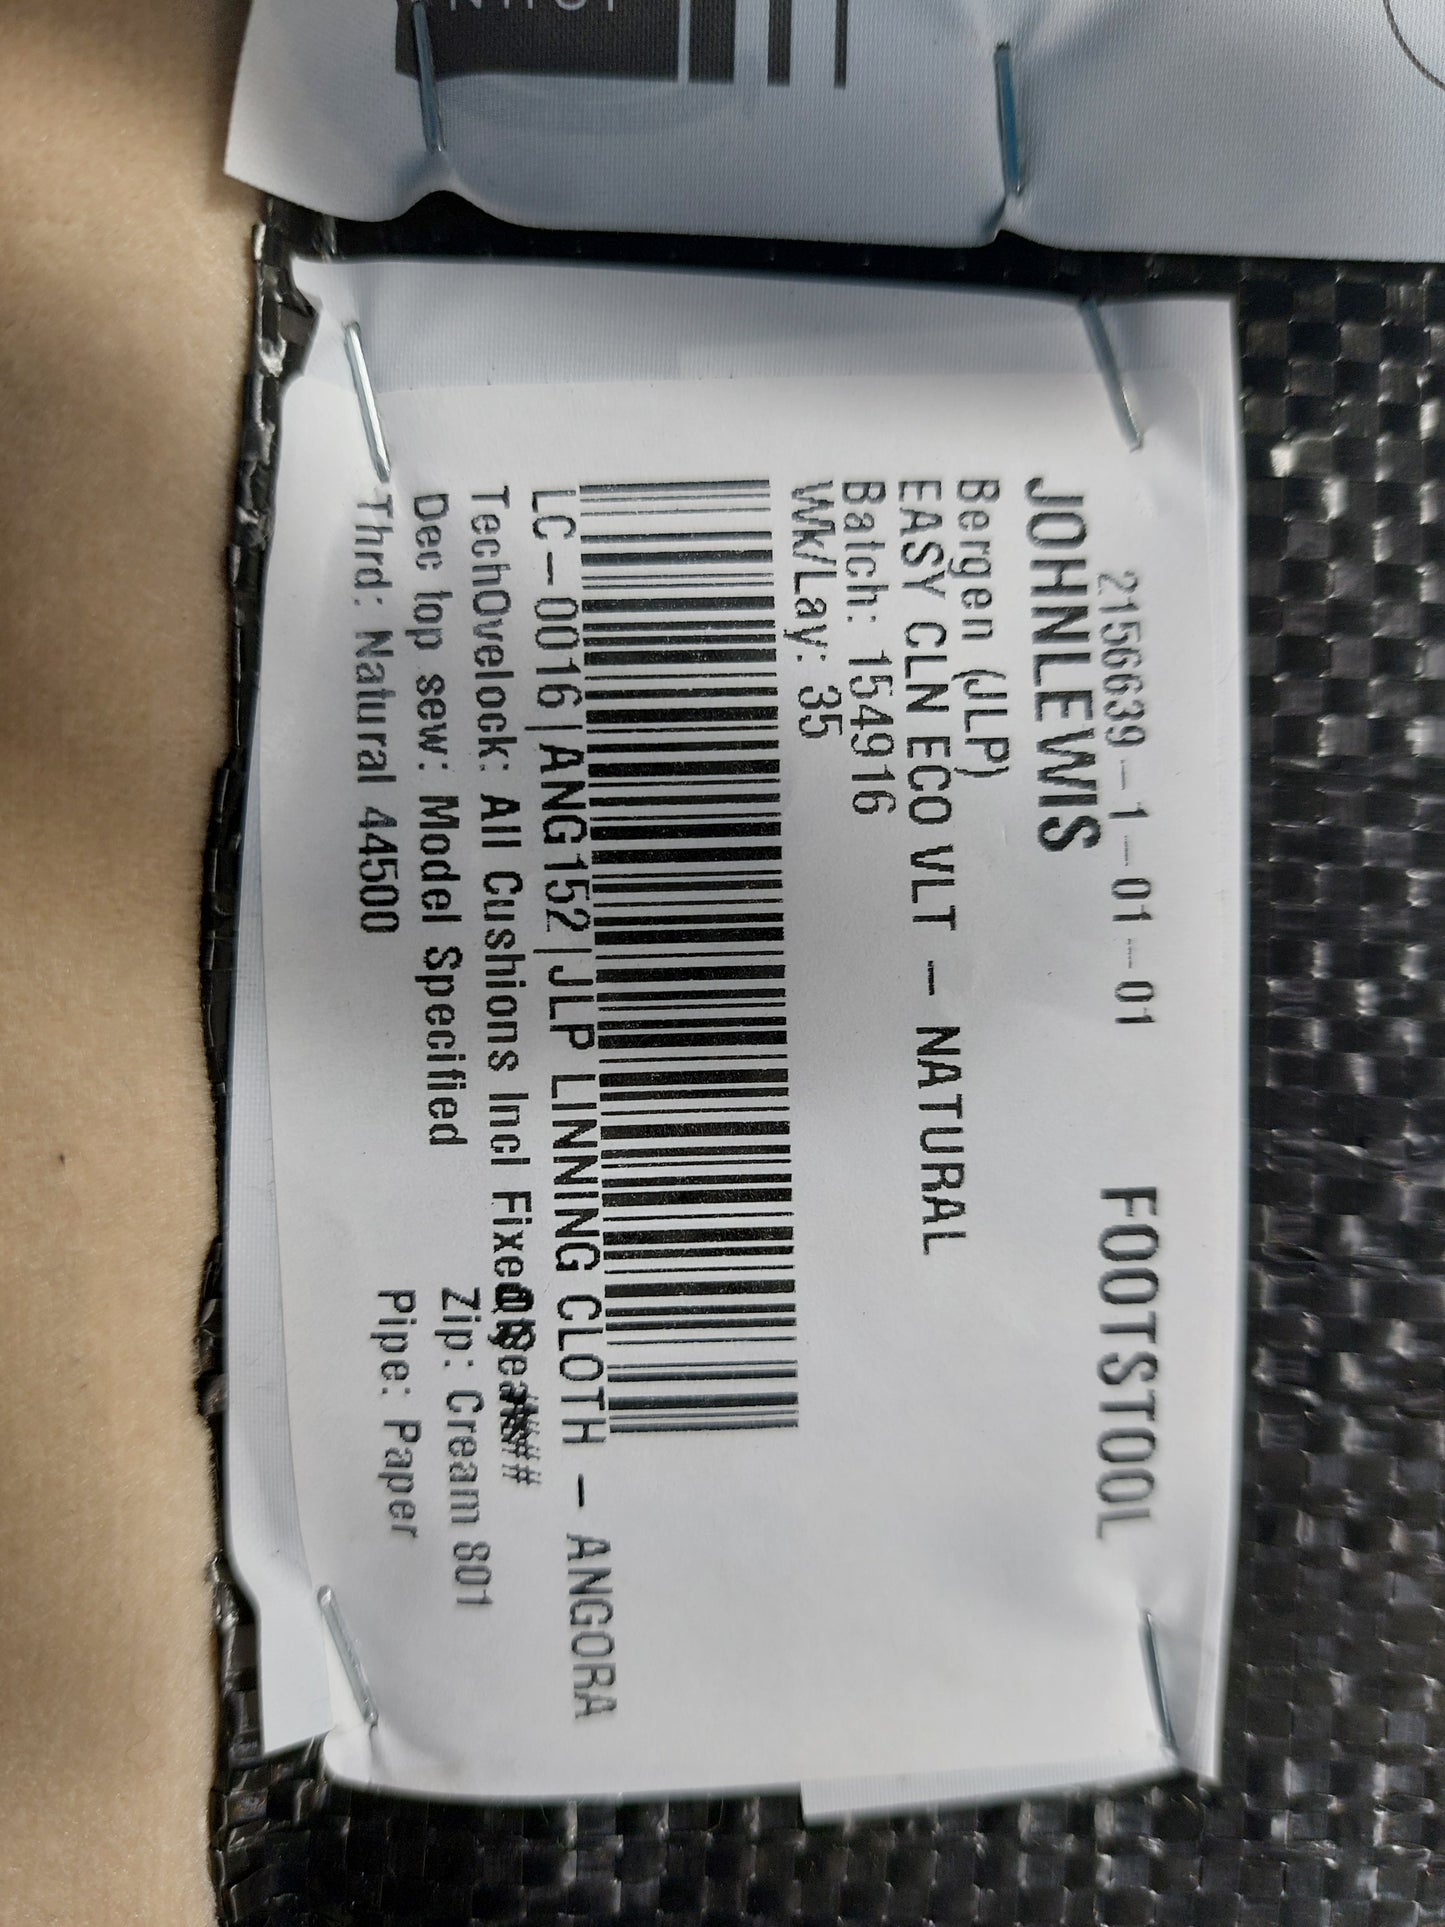 JOHN
2156639-1-01-01 FOOTSTOOL
JOHNLEWIS
Bergen (JLP)
EASY CLN ECO VLT - NATURAL
Batch: 154916
Wk/Lay: 35
LC-0016|ANG152|JLP LINNING CLOTH - ANGORA
TechOvelock: All Cushions Incl Fixed
Dec top sew: Model Specified Zip: Cream 801
Thrd: Natural 44500 Pipe: Paper